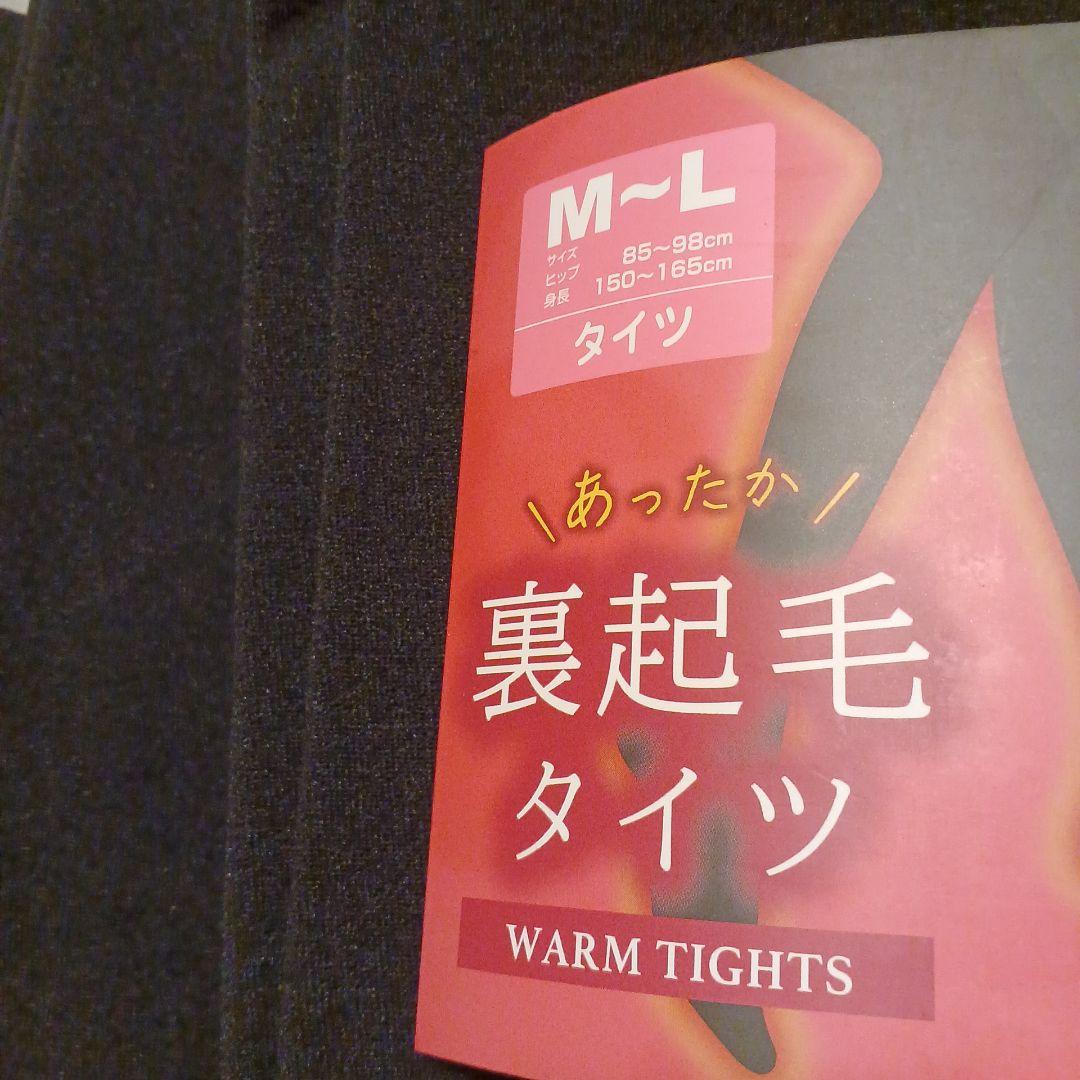 M~L
サイズ
ヒップ 85~98cm
身長 150~165cm
タイツ
\あったか/
裏起毛
タイツ
WARM TIGHTS